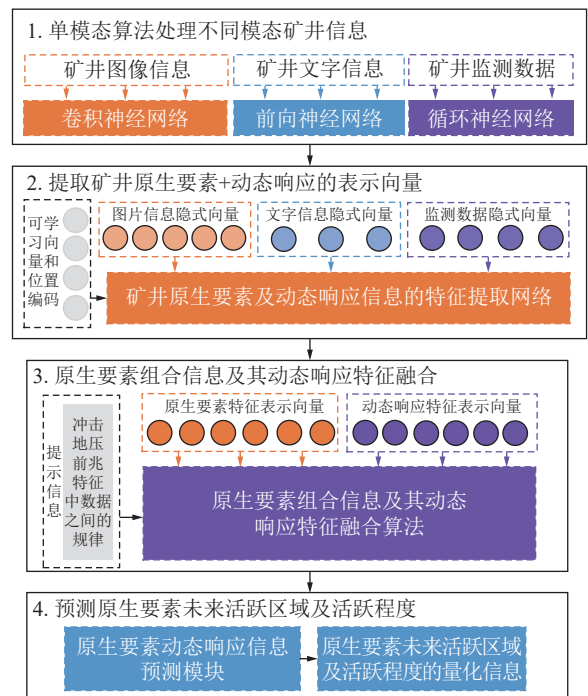 1. 单模态算法处理不同模态矿井信息
矿井图像信息
矿井文字信息
矿井监测数据
卷积神经网络
前向神经网络
循环神经网络
2. 提取矿井原生要素+动态响应的表示向量
可学
习向
量和
位置
编码
图片信息隐式向量
文字信息隐式向量
监测数据隐式向量
矿井原生要素及动态响应信息的特征提取网络
3. 原生要素组合信息及其动态响应特征融合
提示信息
冲击
地压
前兆
特征
中数据
之间的
规律
原生要素特征表示向量
动态响应特征表示向量
原生要素组合信息及其动态
响应特征融合算法
4. 预测原生要素未来活跃区域及活跃程度
原生要素动态响应信息
预测模块
原生要素未来活跃区域
及活跃程度的量化信息